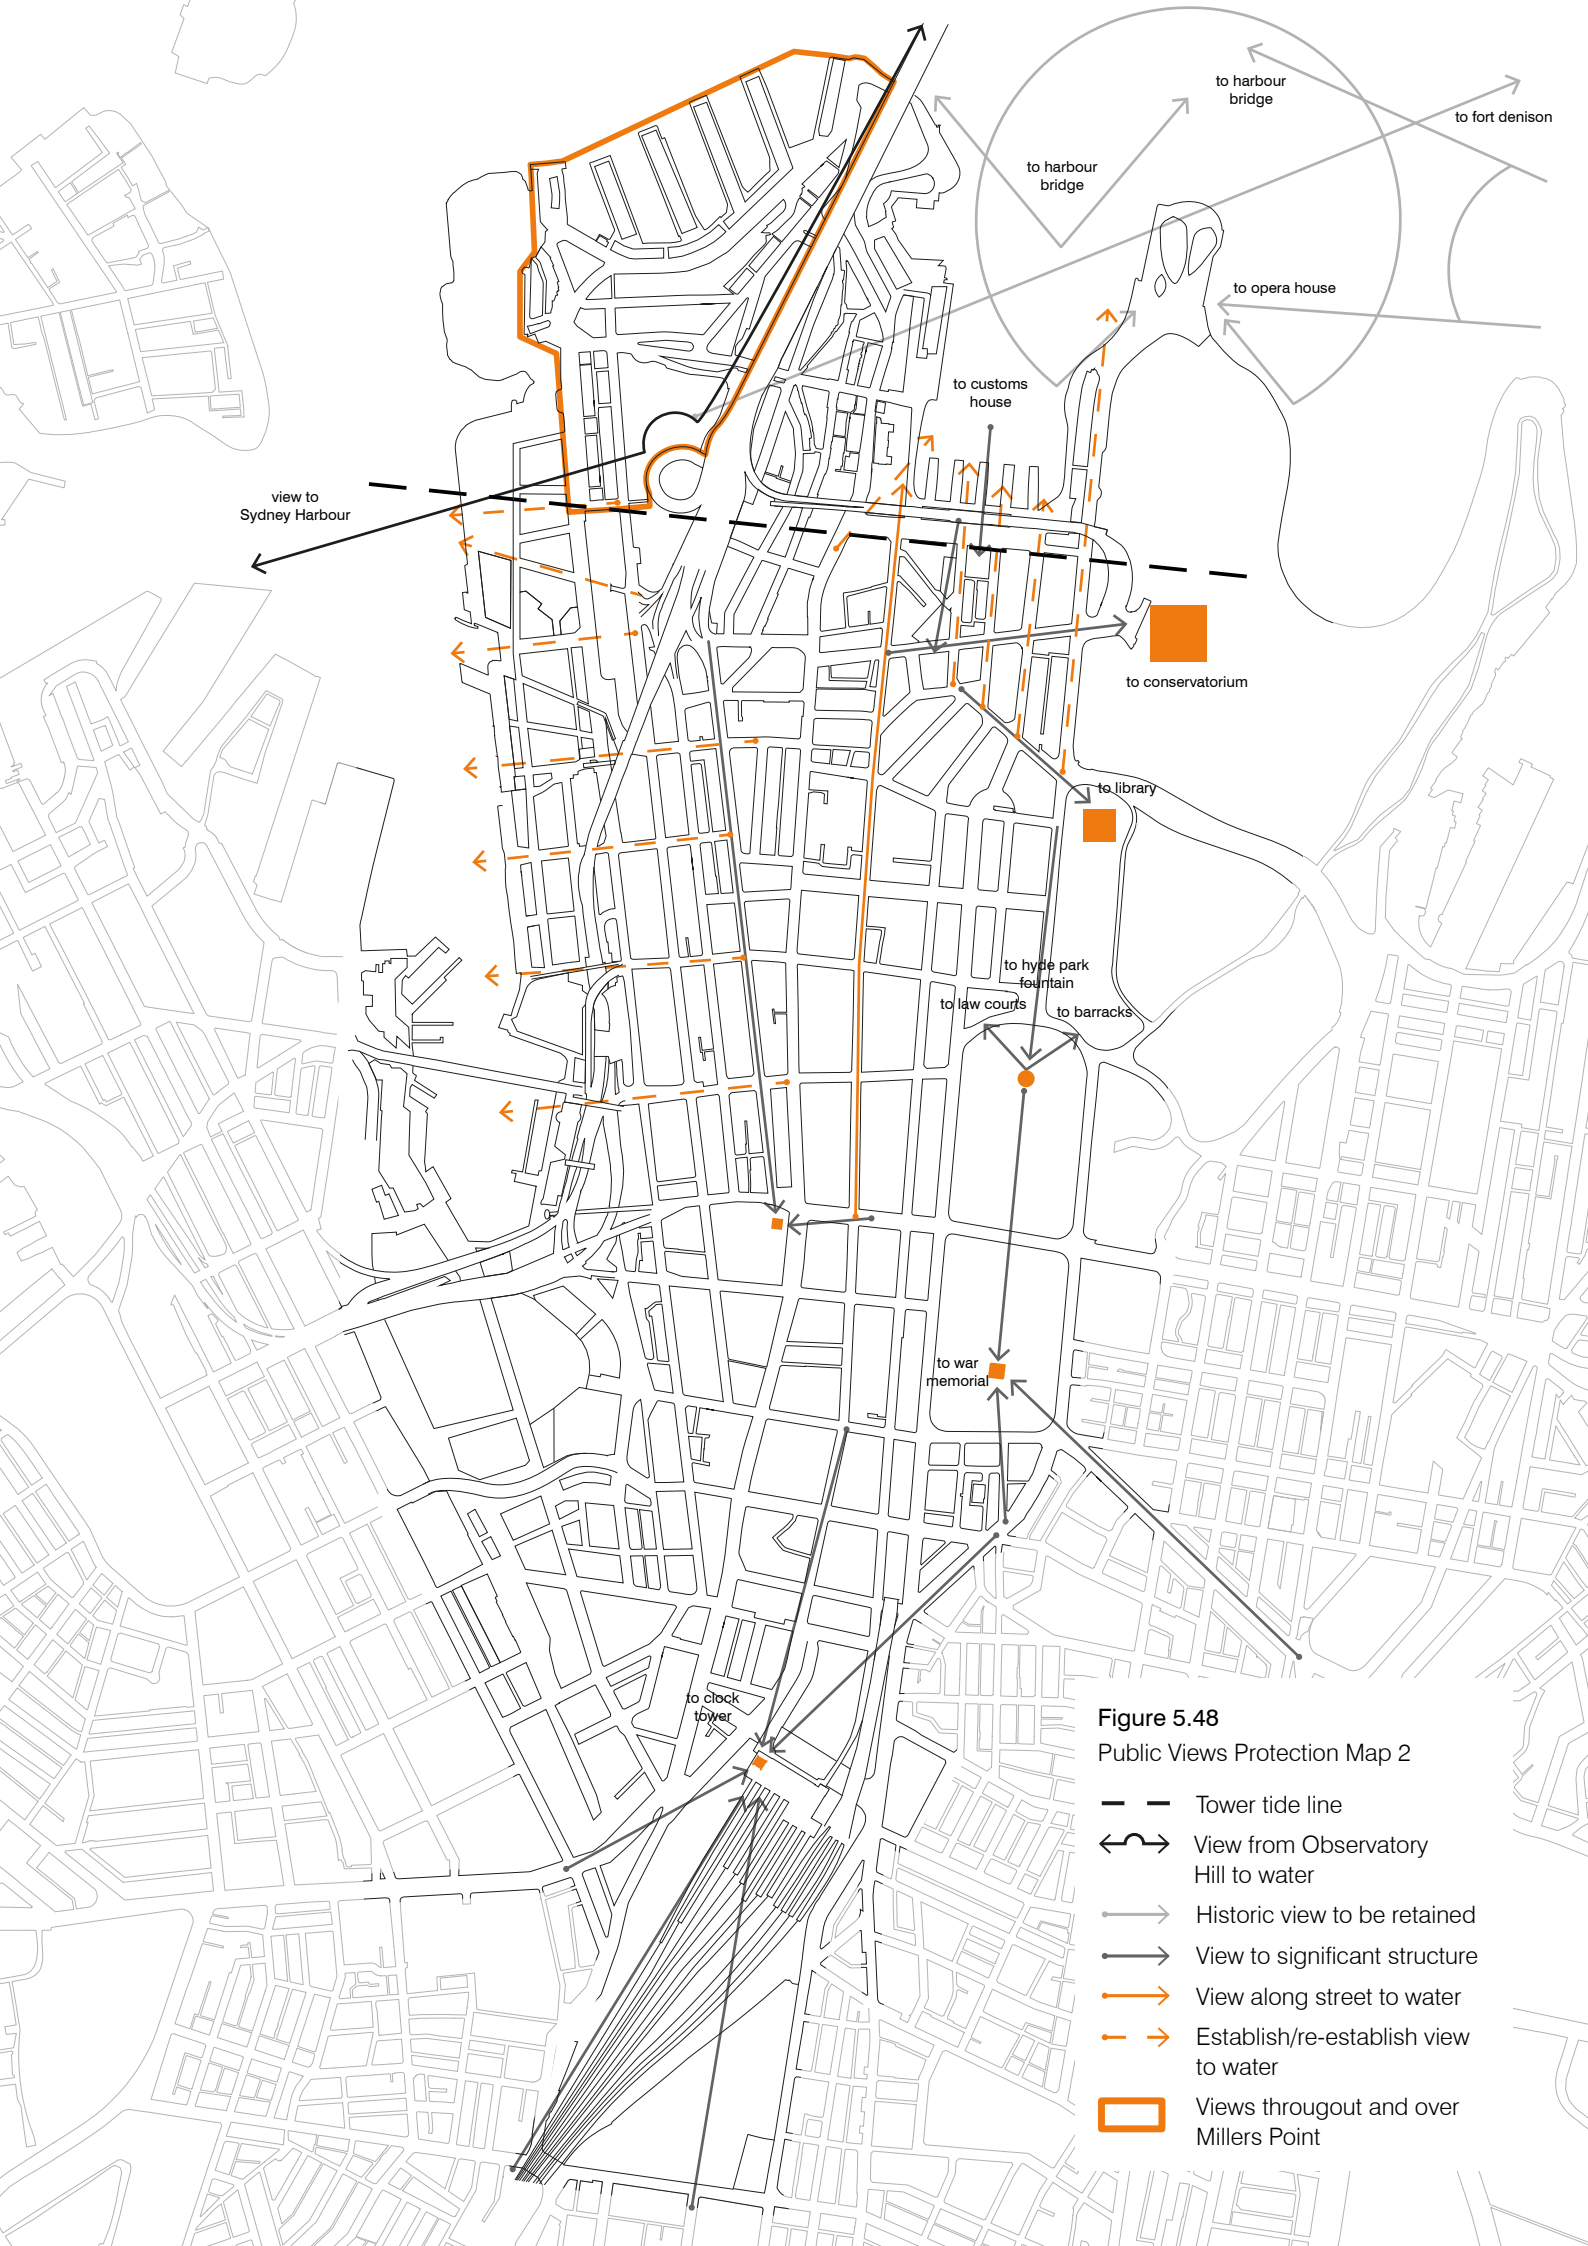 to harbour
bridge
to fort denison
to harbour
bridge
to opera house
to customs
house
view to
Sydney Harbour
to conservatorium
to library
to hyde park
fountain
to law courts
to barracks
to war
memorial
to clock
tower
Figure 5.48
Public Views Protection Map 2
Tower tide line
View from Observatory
Hill to water
Historic view to be retained
View to significant structure
View along street to water
Establish/re-establish view
to water
Views througout and over
Millers Point